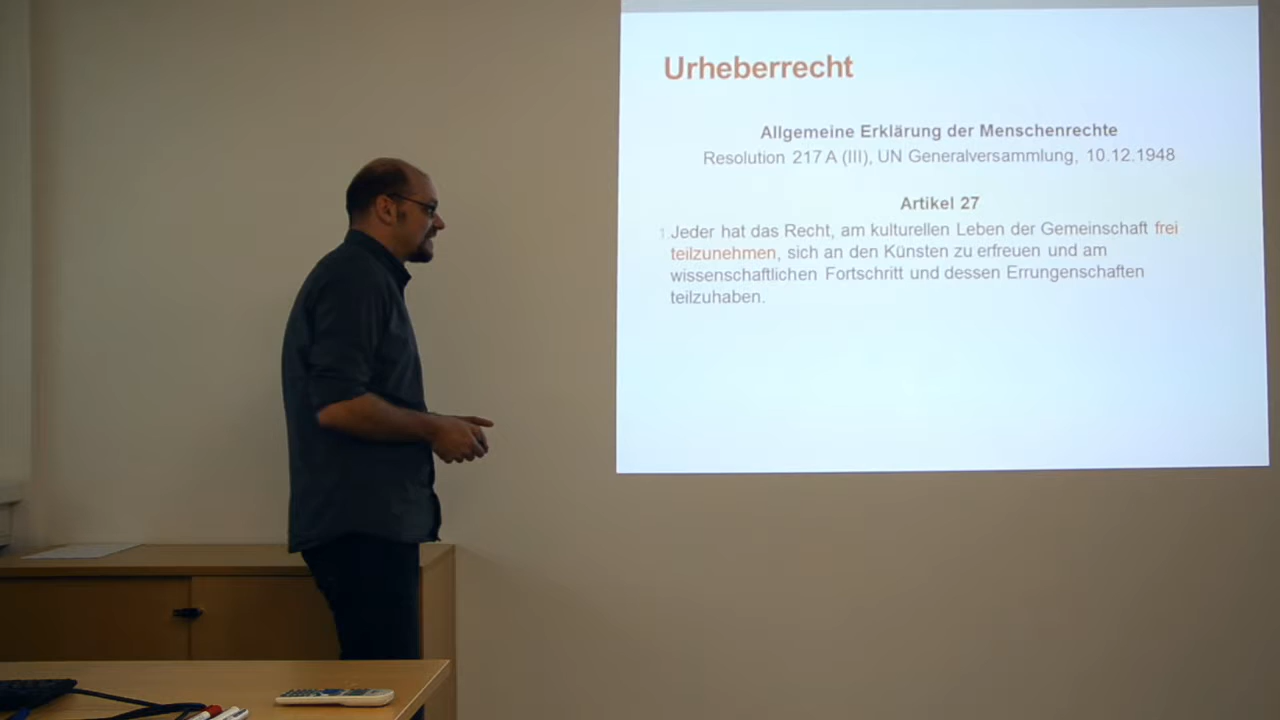 Urheberrecht
Allgemeine Erklärung der Menschenrechte
Resolution 217 A (III), UN Generalversammlung, 10.12.1948
Artikel 27
1. Jeder hat das Recht, am kulturellen Leben der Gemeinschaft frei
teilzunehmen, sich an den Künsten zu erfreuen und am
wissenschaftlichen Fortschritt und dessen Errungenschaften
teilzuhaben.